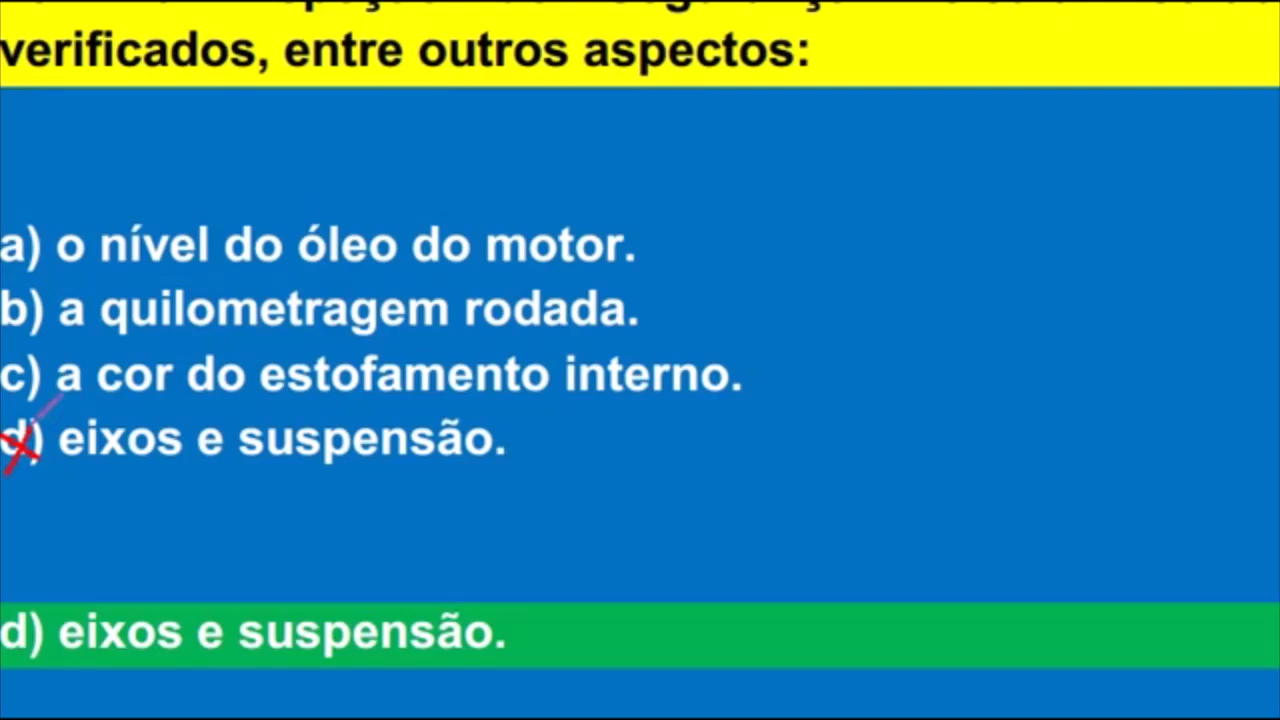 verificados, entre outros aspectos:
a) o nível do óleo do motor.
b) a quilometragem rodada.
c) a cor do estofamento interno.
d) eixos e suspensão.
d) eixos e suspensão.